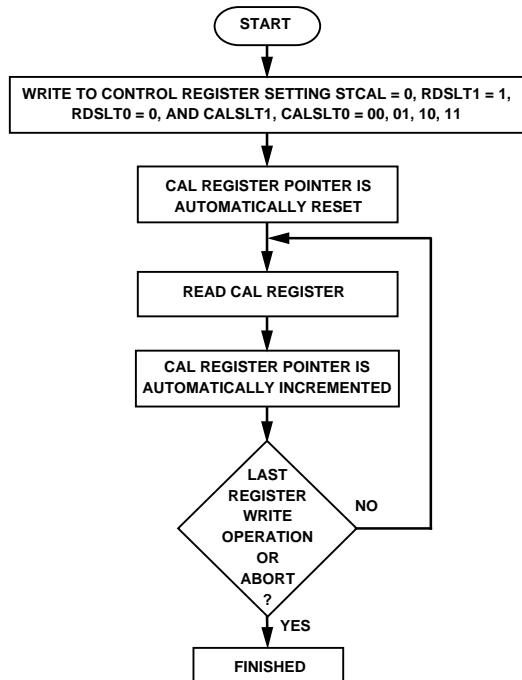 START
WRITE TO CONTROL REGISTER SETTING STCAL = 0, RDSLT1 = 1,
RDSLT0 = 0, AND CALSLT1, CALSLT0 = 00, 01, 10, 11
CAL REGISTER POINTER IS
AUTOMATICALLY RESET
READ CAL REGISTER
CAL REGISTER POINTER IS
AUTOMATICALLY INCREMENTED
LAST
REGISTER
WRITE
OPERATION
OR
ABORT
?
NO
YES
FINISHED